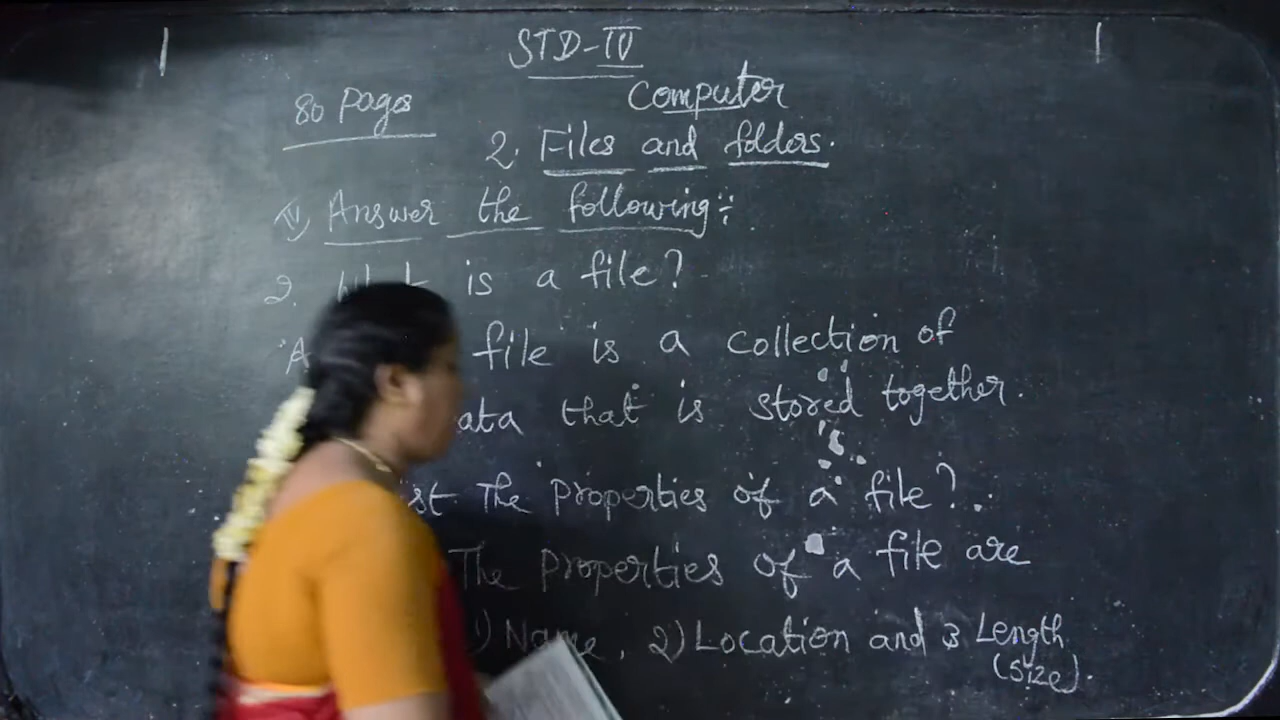 STD-IV
80 Pages
Computer
2. Files and folders.
IV) Answer the following:
2. is a file?
file is a collection of
that is stored together.
the properties of a file?
The properties of a file are
1) Name, 2) Location and 3 Length
(size).